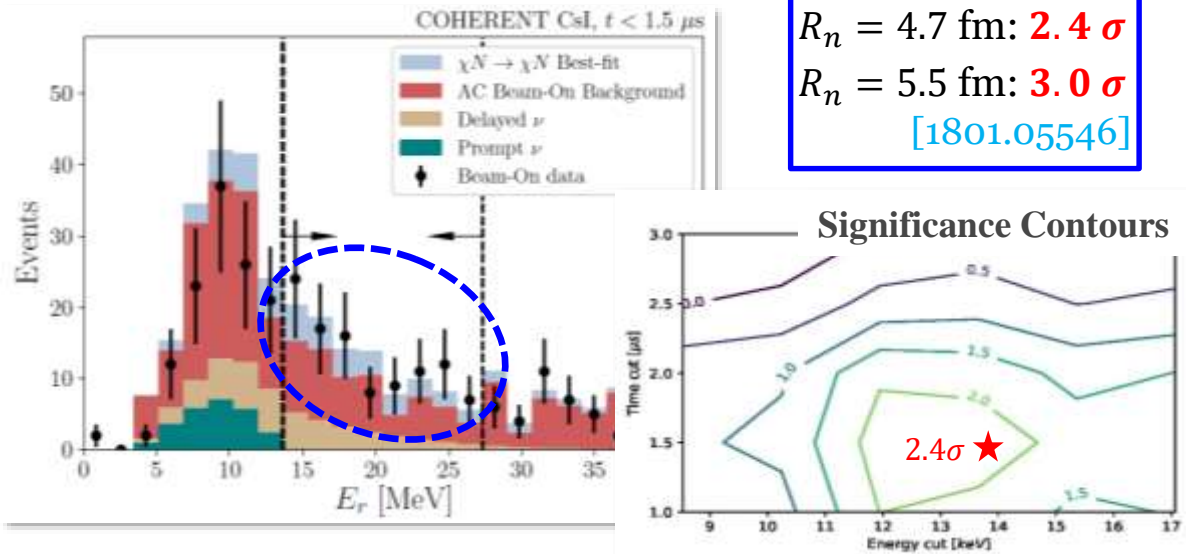 COHERENT CsI, t < 1.5 μs
χN → χN Best-fit
AC Beam-On Background
Delayed ν
Prompt ν
Beam-On data
Events
50
40
30
20
10
0
0 5 10 15 20 25 30 35
E_r [MeV]
R_n = 4.7 fm: 2.4 σ
R_n = 5.5 fm: 3.0 σ
[1801.05546]
Significance Contours
Time cut [μs]
3.0
2.5
2.0
1.5
1.0
0.0
0.5
1.0
1.5
2.0
2.4σ
1.5
9 10 11 12 13 14 15 16 17
Energy cut [keV]